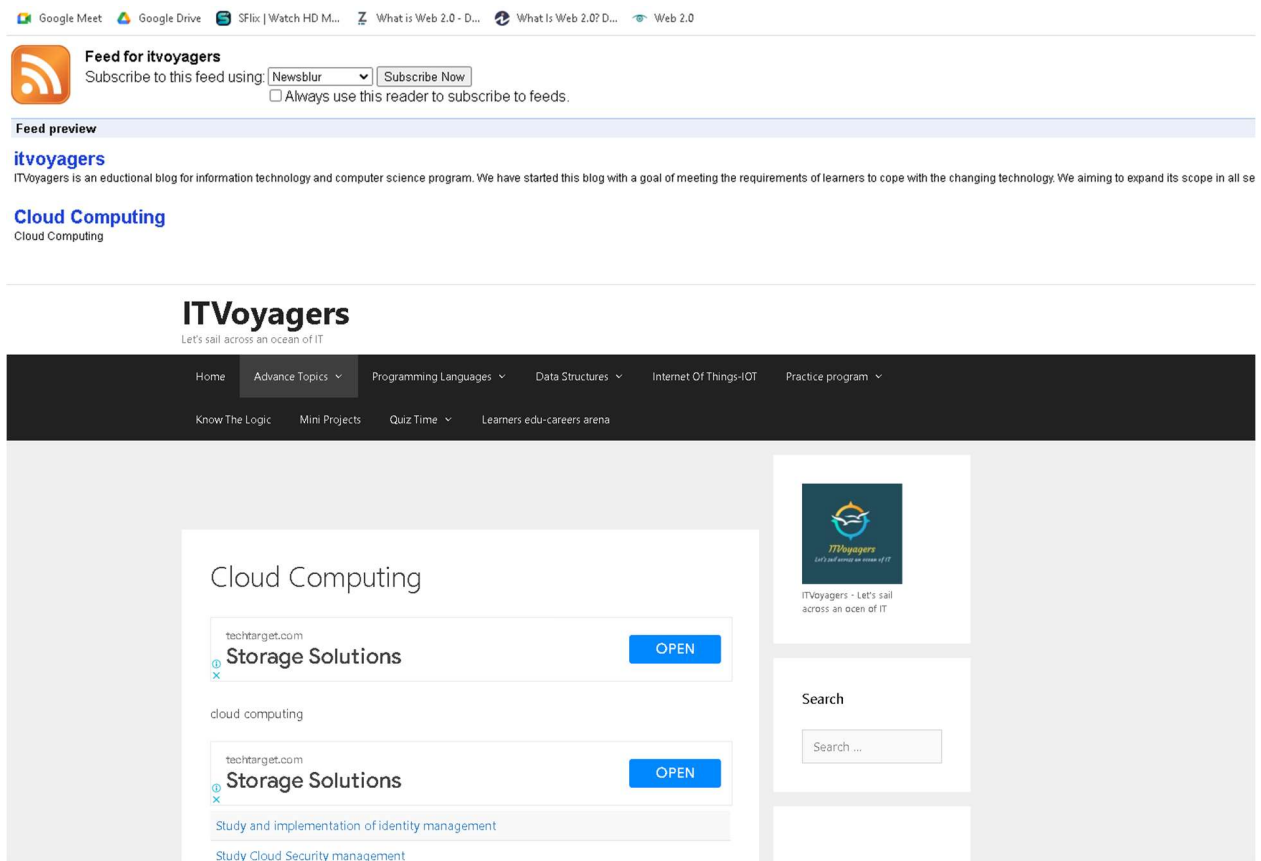 Google Meet Google Drive SFlix | Watch HD M... What is Web 2.0 - D... What Is Web 2.0? D... Web 2.0
Feed for itvoyagers
Subscribe to this feed using: Newsblur Subscribe Now
Always use this reader to subscribe to feeds.
Feed preview
itvoyagers
ITVoyagers is an eductional blog for information technology and computer science program. We have started this blog with a goal of meeting the requirements of learners to cope with the changing technology. We aiming to expand its scope in all se
Cloud Computing
Cloud Computing
ITVoyagers
Let's sail across an ocean of IT
Home Advance Topics Programming Languages Data Structures Internet Of Things-IOT Practice program
Know The Logic Mini Projects Quiz Time Learners edu-careers arena
ITVoyagers
Let's sail across an ocean of IT
ITVoyagers - Let's sail
across an ocen of IT
Cloud Computing
techtarget.com
Storage Solutions
OPEN
Search
cloud computing
Search ...
techtarget.com
Storage Solutions
OPEN
Study and implementation of identity management
Study Cloud Security management